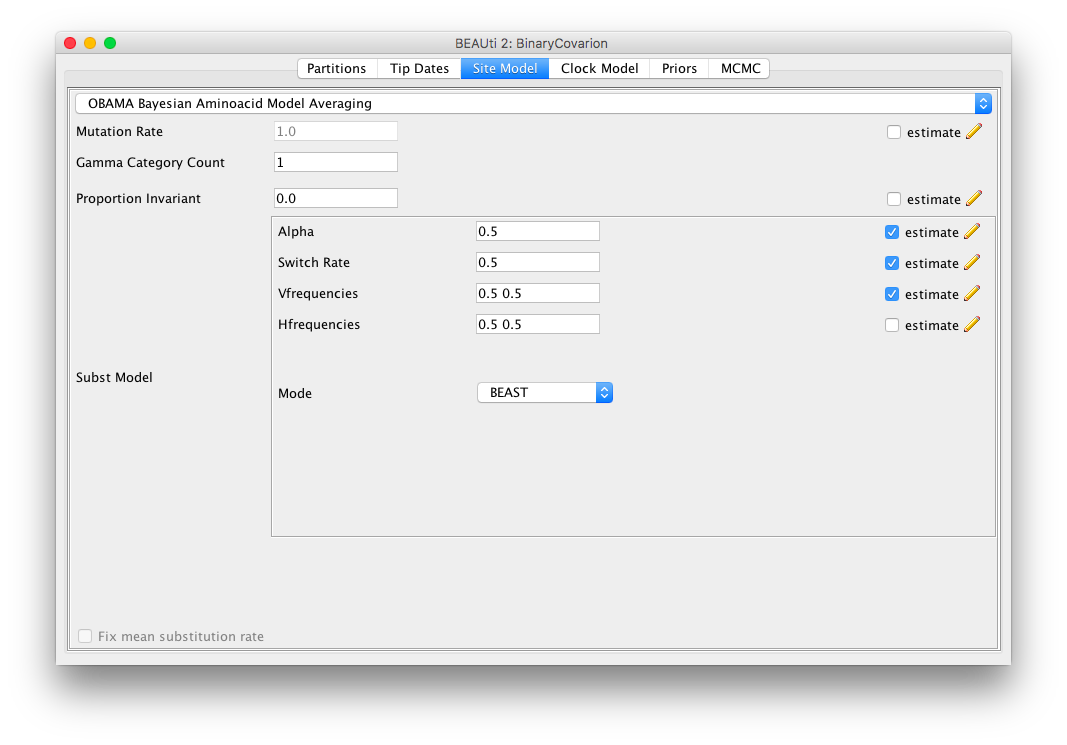 BEAUti 2: BinaryCovarion
Partitions Tip Dates Site Model Clock Model Priors MCMC
OBAMA Bayesian Aminoacid Model Averaging
Mutation Rate 1.0 estimate
Gamma Category Count 1
Proportion Invariant 0.0 estimate
Alpha 0.5 estimate
Switch Rate 0.5 estimate
Vfrequencies 0.5 0.5 estimate
Hfrequencies 0.5 0.5 estimate
Subst Model
Mode BEAST
Fix mean substitution rate